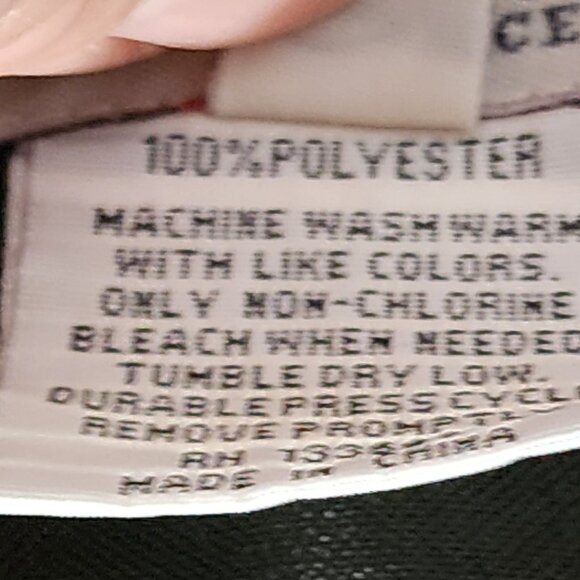 CE
100% POLYESTER
MACHINE WASH WARM
WITH LIKE COLORS.
ONLY NON-CHLORINE
BLEACH WHEN NEEDED
TUMBLE DRY LOW.
DURABLE PRESS CYCL
REMOVE PROMPTLY
RN
MADE IN CHINA